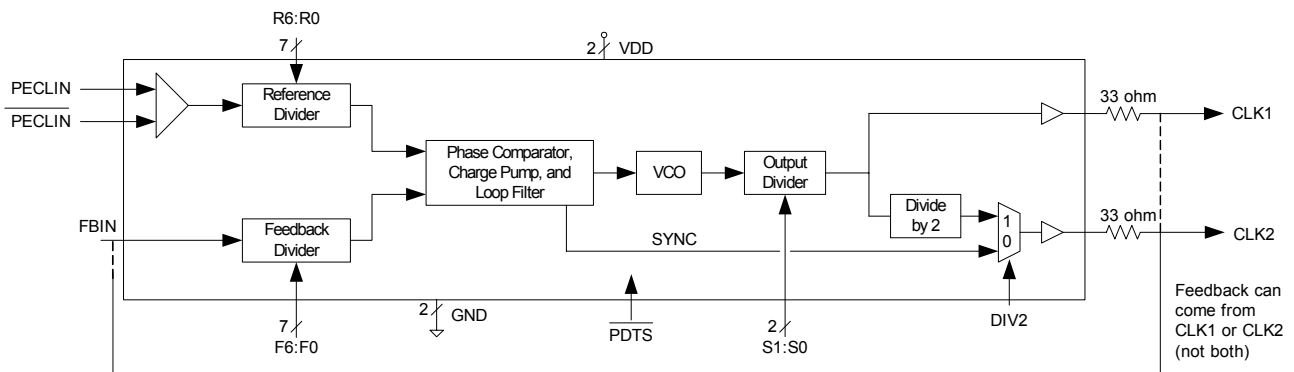 R6:R0
7
2 VDD
PECLIN
PECLIN
Reference
Divider
33 ohm
CLK1
Phase Comparator,
Charge Pump, and
Loop Filter
VCO
Output
Divider
Divide
by 2
1
0
33 ohm
CLK2
FBIN
Feedback
Divider
SYNC
2 GND
7
F6:F0
PDTS
2
S1:S0
DIV2
Feedback can
come from
CLK1 or CLK2
(not both)